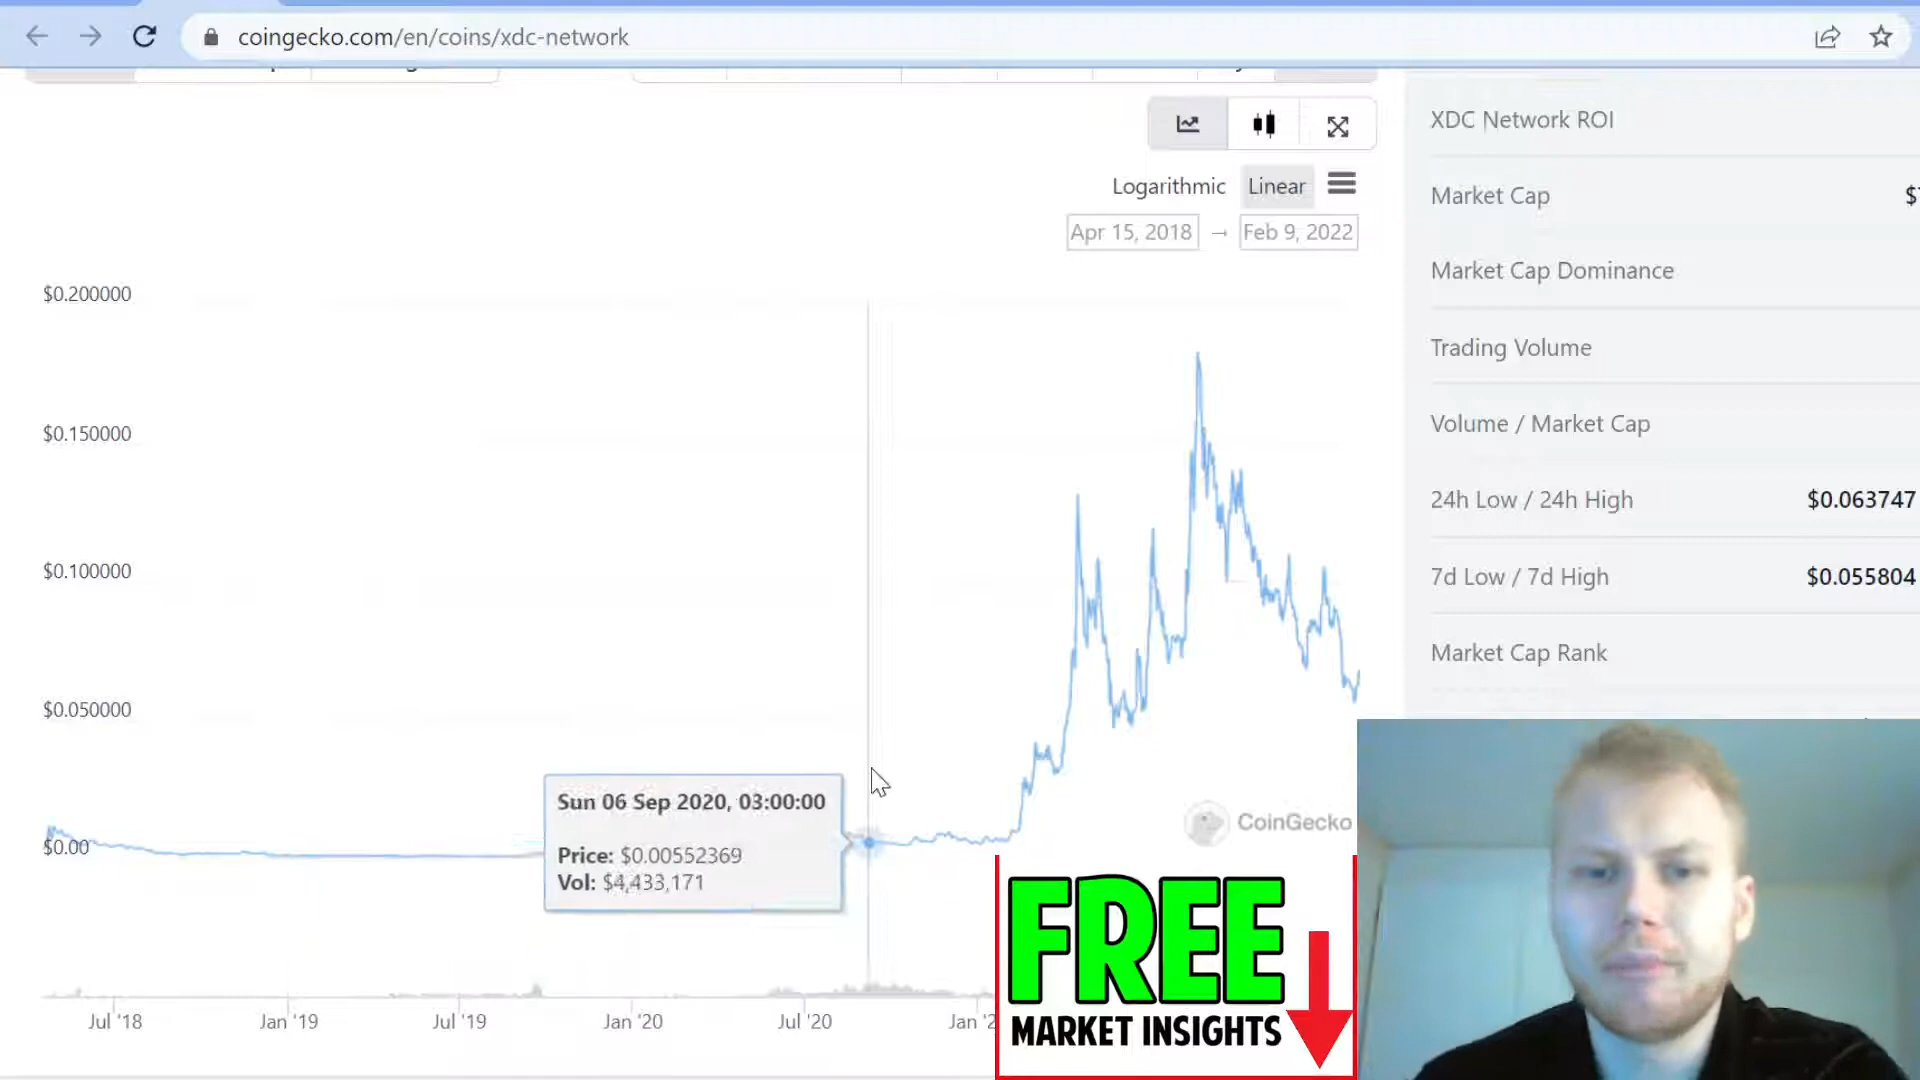 coingecko.com/en/coins/xdc-network
Logarithmic Linear
Apr 15, 2018 → Feb 9, 2022
$0.200000
$0.150000
$0.100000
$0.050000
$0.00
Sun 06 Sep 2020, 03:00:00
Price: $0.00552369
Vol: $4,433,171
CoinGecko
Jul '18
Jan '19
Jul '19
Jan '20
Jul '20
Jan '2
XDC Network ROI
Market Cap $
Market Cap Dominance
Trading Volume
Volume / Market Cap
24h Low / 24h High $0.063747
7d Low / 7d High $0.055804
Market Cap Rank
FREE
MARKET INSIGHTS